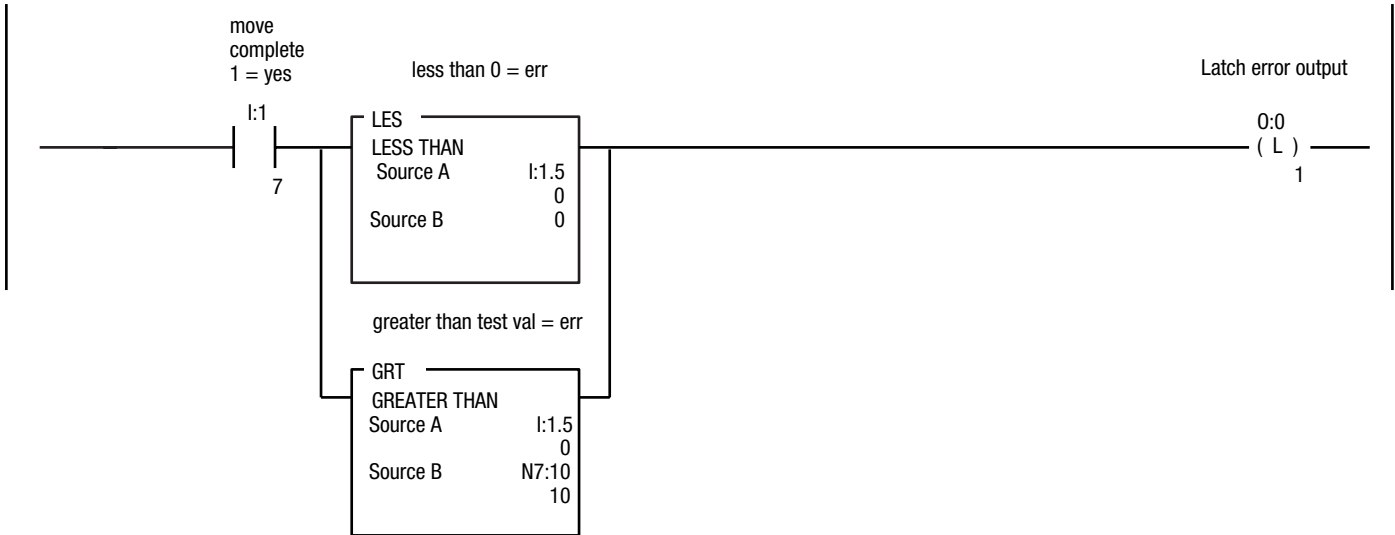 move
complete
1 = yes
less than 0 = err
Latch error output
I:1
7
LES
LESS THAN
Source A I:1.5
0
Source B 0
O:0
( L )
1
greater than test val = err
GRT
GREATER THAN
Source A I:1.5
0
Source B N7:10
10